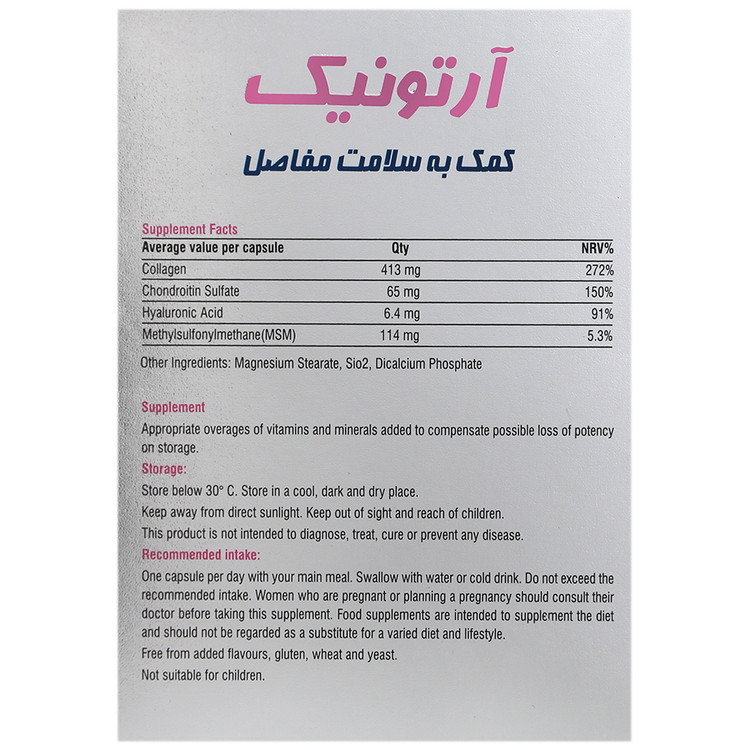 آرتونیک
کمک به سلامت مفاصل
Supplement Facts
Average value per capsule Qty NRV%
Collagen 413 mg 272%
Chondroitin Sulfate 65 mg 150%
Hyaluronic Acid 6.4 mg 91%
Methylsulfonylmethane(MSM) 114 mg 5.3%
Other Ingredients: Magnesium Stearate, Sio2, Dicalcium Phosphate
Supplement
Appropriate overages of vitamins and minerals added to compensate possible loss of potency
on storage.
Storage:
Store below 30° C. Store in a cool, dark and dry place.
Keep away from direct sunlight. Keep out of sight and reach of children.
This product is not intended to diagnose, treat, cure or prevent any disease.
Recommended intake:
One capsule per day with your main meal. Swallow with water or cold drink. Do not exceed the
recommended intake. Women who are pregnant or planning a pregnancy should consult their
doctor before taking this supplement. Food supplements are intended to supplement the diet
and should not be regarded as a substitute for a varied diet and lifestyle.
Free from added flavours, gluten, wheat and yeast.
Not suitable for children.